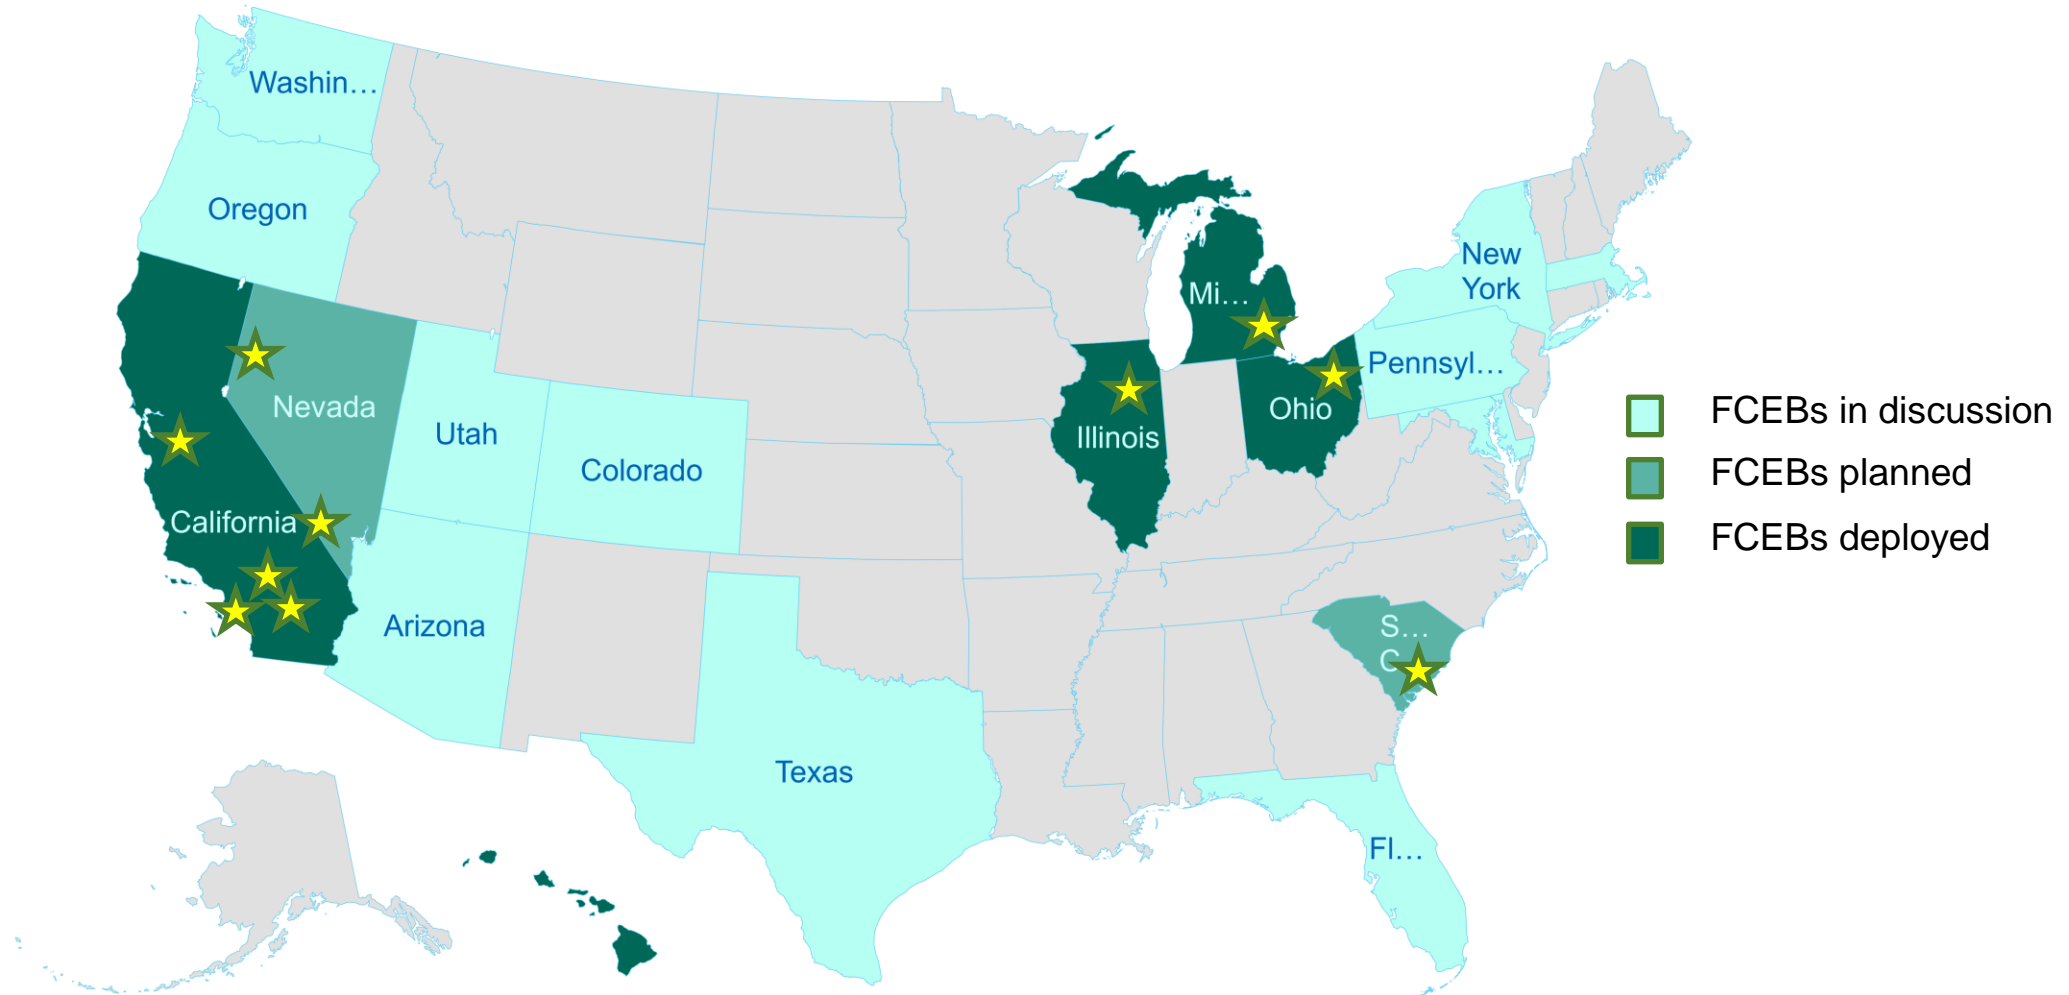 Washin…
Oregon
New
York
Mi…
Pennsyl…
Nevada
Ohio
Utah
Illinois
Colorado
California
Arizona
S…
C
Texas
Fl…
FCEBs in discussion
FCEBs planned
FCEBs deployed